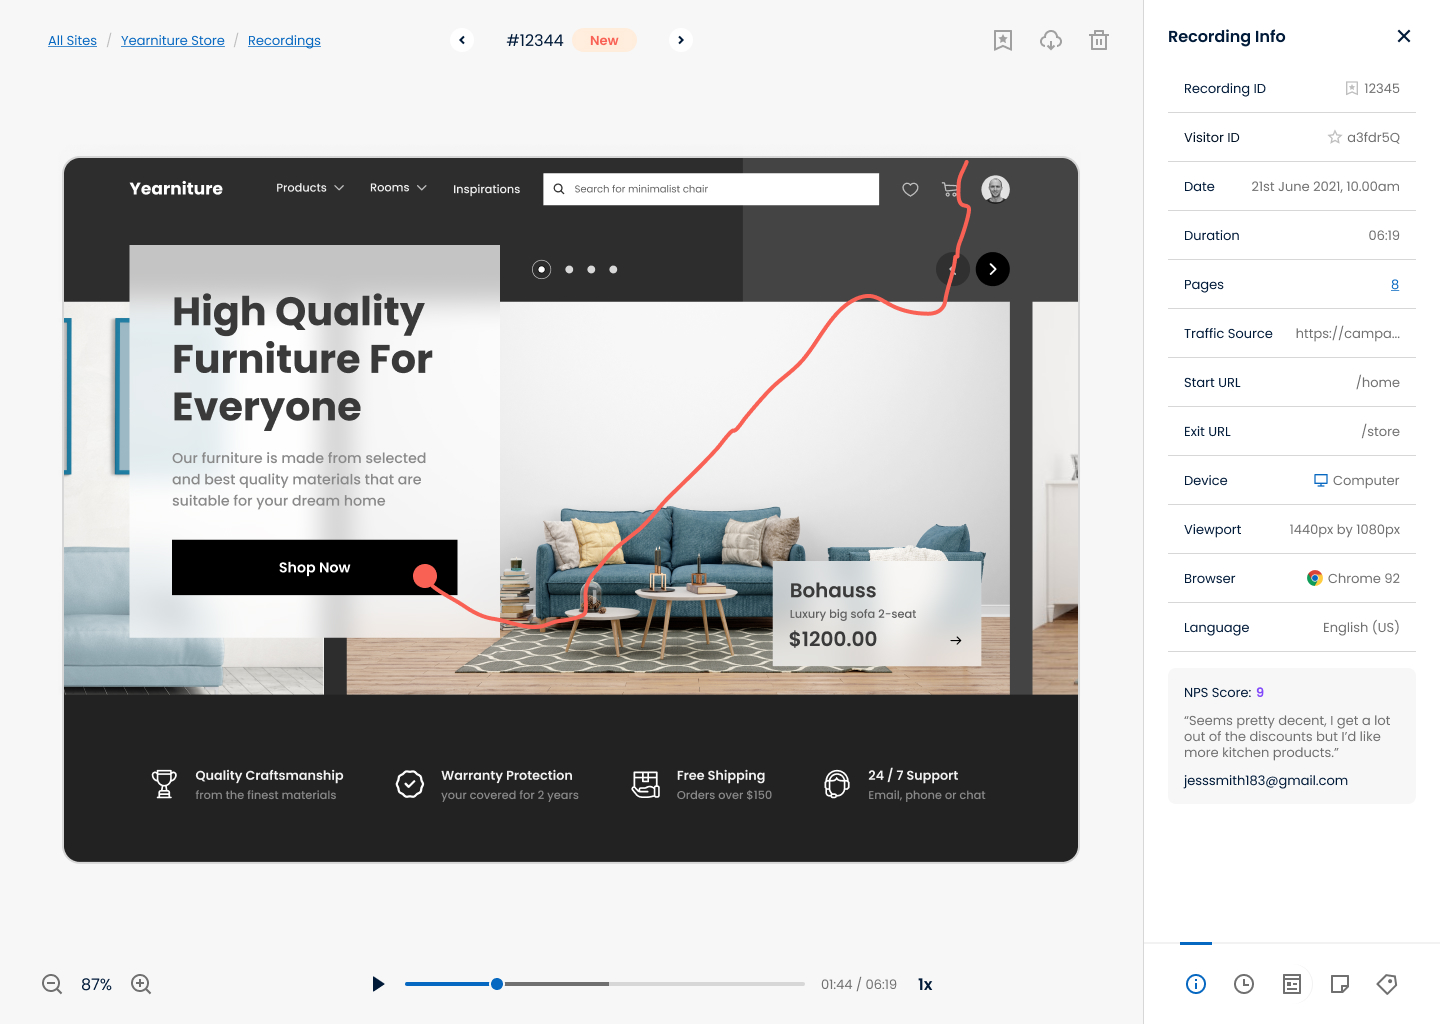 All Sites / Yearniture Store / Recordings
#12344 New
Yearniture
Products
Rooms
Inspirations
Search for minimalist chair
High Quality
Furniture For
Everyone
Our furniture is made from selected
and best quality materials that are
suitable for your dream home
Shop Now
Bohauss
Luxury big sofa 2-seat
$1200.00
Quality Craftsmanship
from the finest materials
Warranty Protection
your covered for 2 years
Free Shipping
Orders over $150
24 / 7 Support
Email, phone or chat
87%
01:44 / 06:19
1x
Recording Info
Recording ID 12345
Visitor ID a3fdr5Q
Date 21st June 2021, 10.00am
Duration 06:19
Pages 8
Traffic Source https://campa...
Start URL /home
Exit URL /store
Device Computer
Viewport 1440px by 1080px
Browser Chrome 92
Language English (US)
NPS Score: 9
“Seems pretty decent, I get a lot
out of the discounts but I’d like
more kitchen products.”
jesssmith183@gmail.com